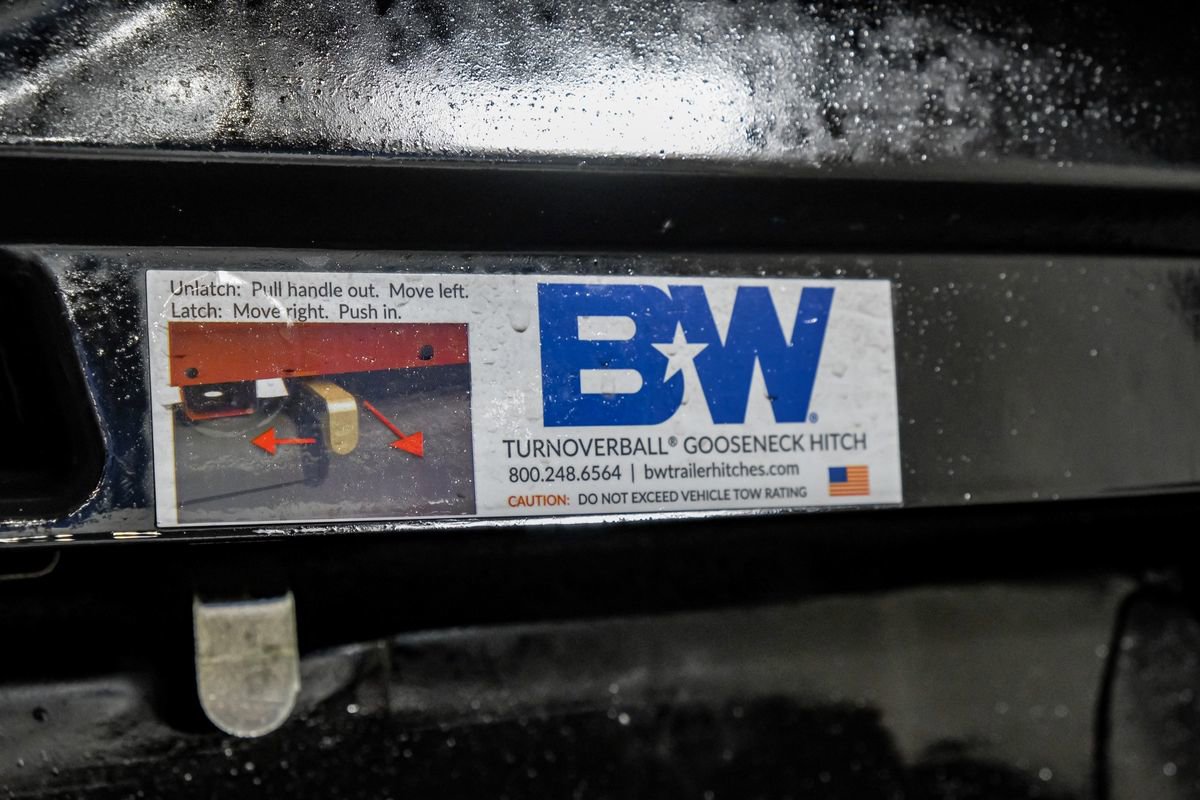 Unlatch: Pull handle out. Move left.
Latch: Move right. Push in.
BW®
TURNOVERBALL® GOOSENECK HITCH
800.248.6564 | bwtrailerhitches.com
CAUTION: DO NOT EXCEED VEHICLE TOW RATING